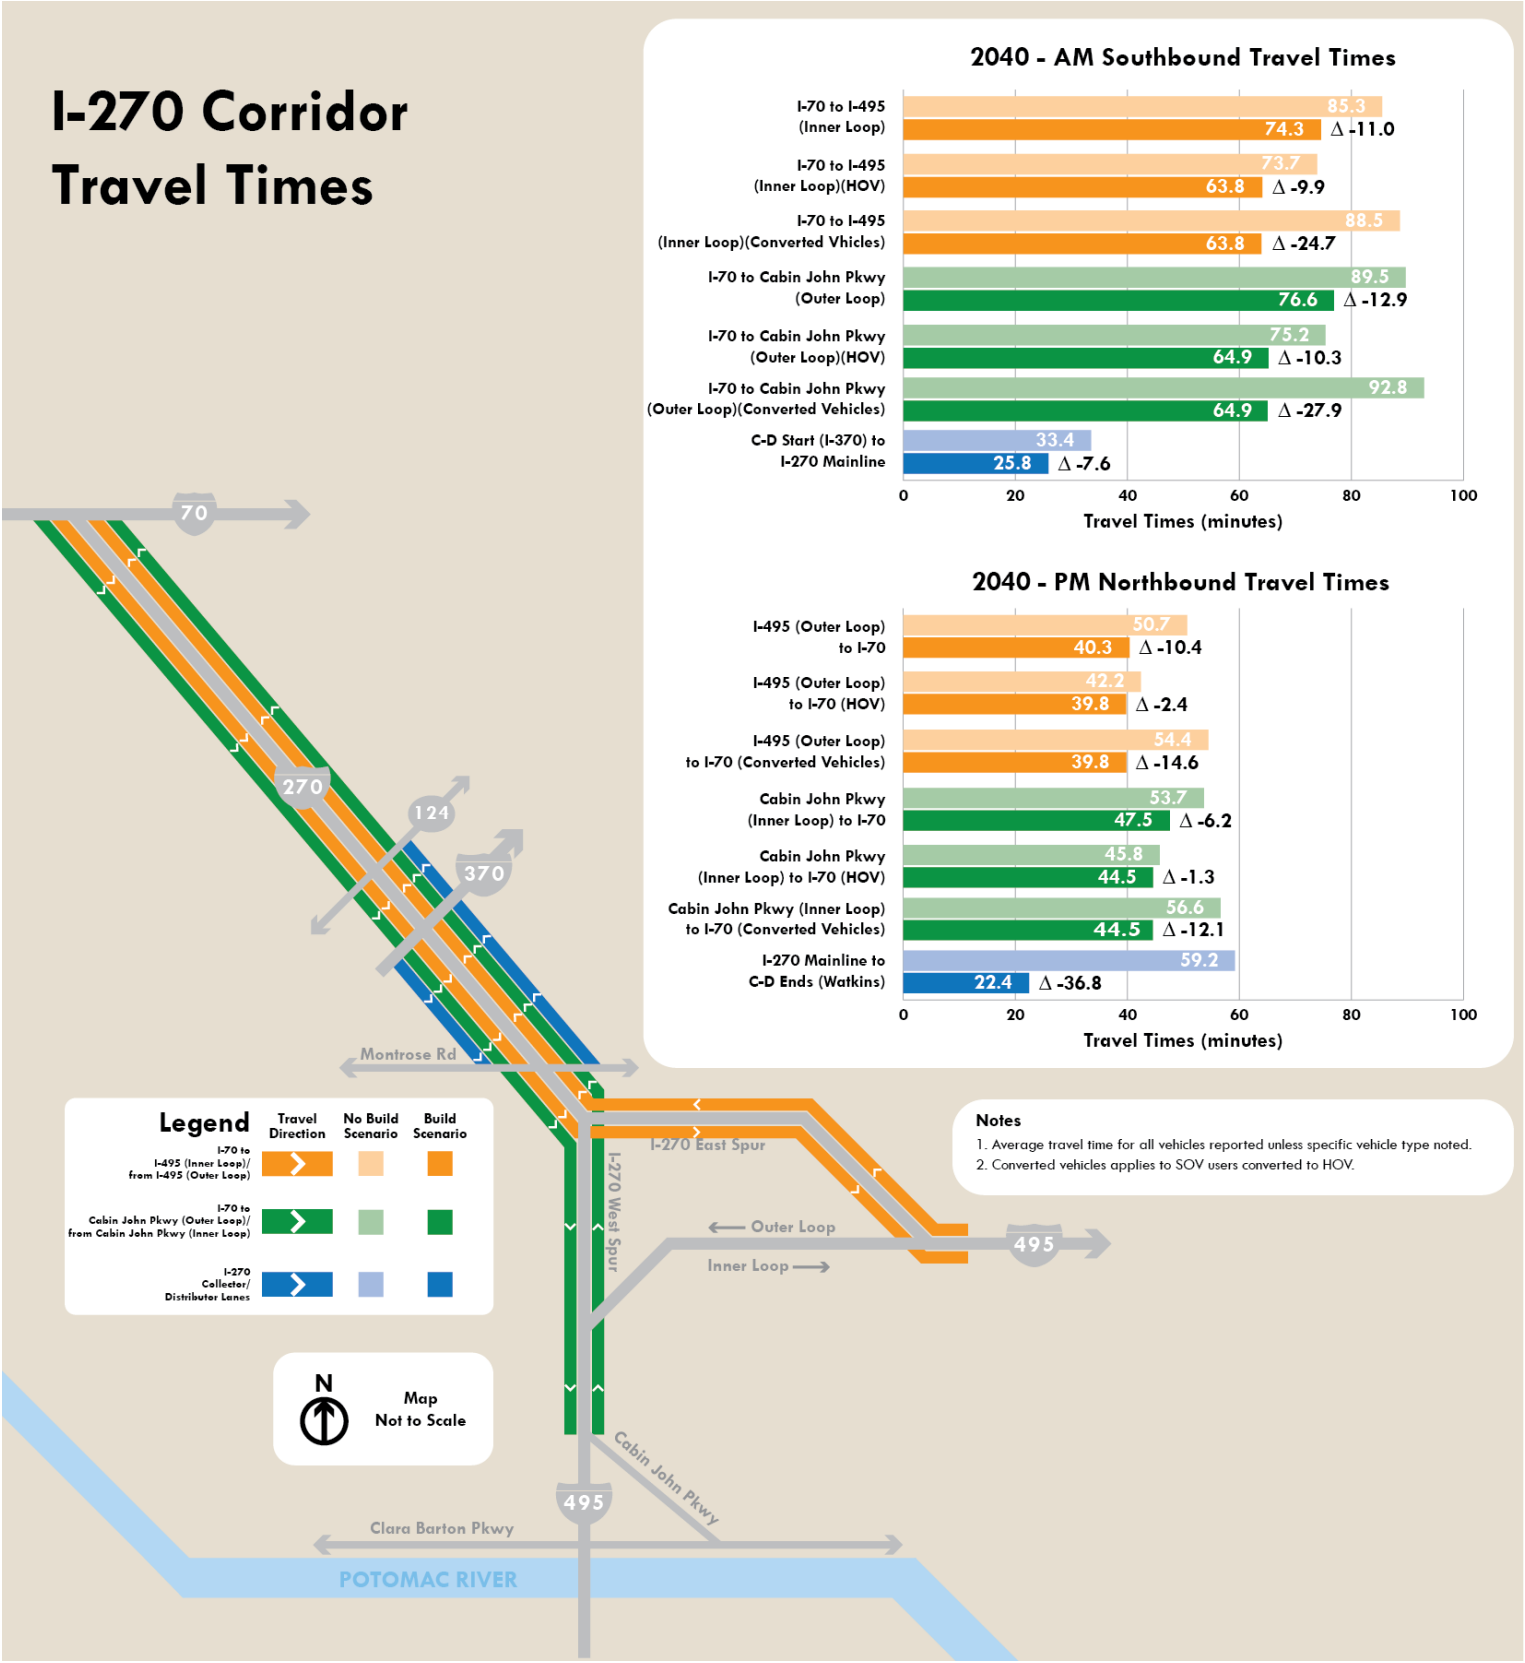 I-270 Corridor
Travel Times
2040 - AM Southbound Travel Times
I-70 to I-495
(Inner Loop)
85.3
74.3
Δ -11.0
I-70 to I-495
(Inner Loop)(HOV)
73.7
63.8
Δ -9.9
I-70 to I-495
(Inner Loop)(Converted Vhicles)
88.5
63.8
Δ -24.7
I-70 to Cabin John Pkwy
(Outer Loop)
89.5
76.6
Δ -12.9
I-70 to Cabin John Pkwy
(Outer Loop)(HOV)
75.2
64.9
Δ -10.3
I-70 to Cabin John Pkwy
(Outer Loop)(Converted Vehicles)
92.8
64.9
Δ -27.9
C-D Start (I-370) to
I-270 Mainline
33.4
25.8
Δ -7.6
0 20 40 60 80 100
Travel Times (minutes)
2040 - PM Northbound Travel Times
I-495 (Outer Loop)
to I-70
50.7
40.3
Δ -10.4
I-495 (Outer Loop)
to I-70 (HOV)
42.2
39.8
Δ -2.4
I-495 (Outer Loop)
to I-70 (Converted Vehicles)
54.4
39.8
Δ -14.6
Cabin John Pkwy
(Inner Loop) to I-70
53.7
47.5
Δ -6.2
Cabin John Pkwy
(Inner Loop) to I-70 (HOV)
45.8
44.5
Δ -1.3
Cabin John Pkwy (Inner Loop)
to I-70 (Converted Vehicles)
56.6
44.5
Δ -12.1
I-270 Mainline to
C-D Ends (Watkins)
59.2
22.4
Δ -36.8
0 20 40 60 80 100
Travel Times (minutes)
70
270
124
370
Montrose Rd
I-270 East Spur
I-270 West Spur
Outer Loop
Inner Loop
495
Legend
Travel
Direction
No Build
Scenario
Build
Scenario
I-70 to
I-495 (Inner Loop)/
from I-495 (Outer Loop)
I-70 to
Cabin John Pkwy (Outer Loop)/
from Cabin John Pkwy (Inner Loop)
I-270
Collector/
Distributor Lanes
Notes
1. Average travel time for all vehicles reported unless specific vehicle type noted.
2. Converted vehicles applies to SOV users converted to HOV.
N
Map
Not to Scale
Cabin John Pkwy
495
Clara Barton Pkwy
POTOMAC RIVER